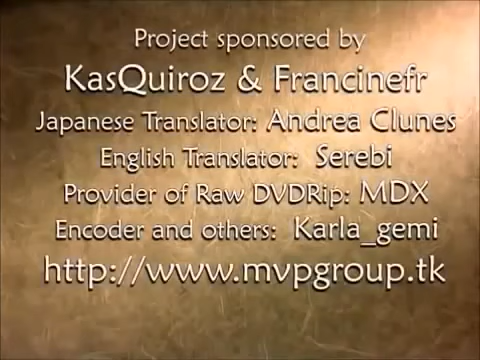 Project sponsored by
KasQuiroz & Francinefr
Japanese Translator: Andrea Clunes
English Translator: Serebi
Provider of Raw DVDRip: MDX
Encoder and others: Karla_gemi
http://www.mvpgroup.tk